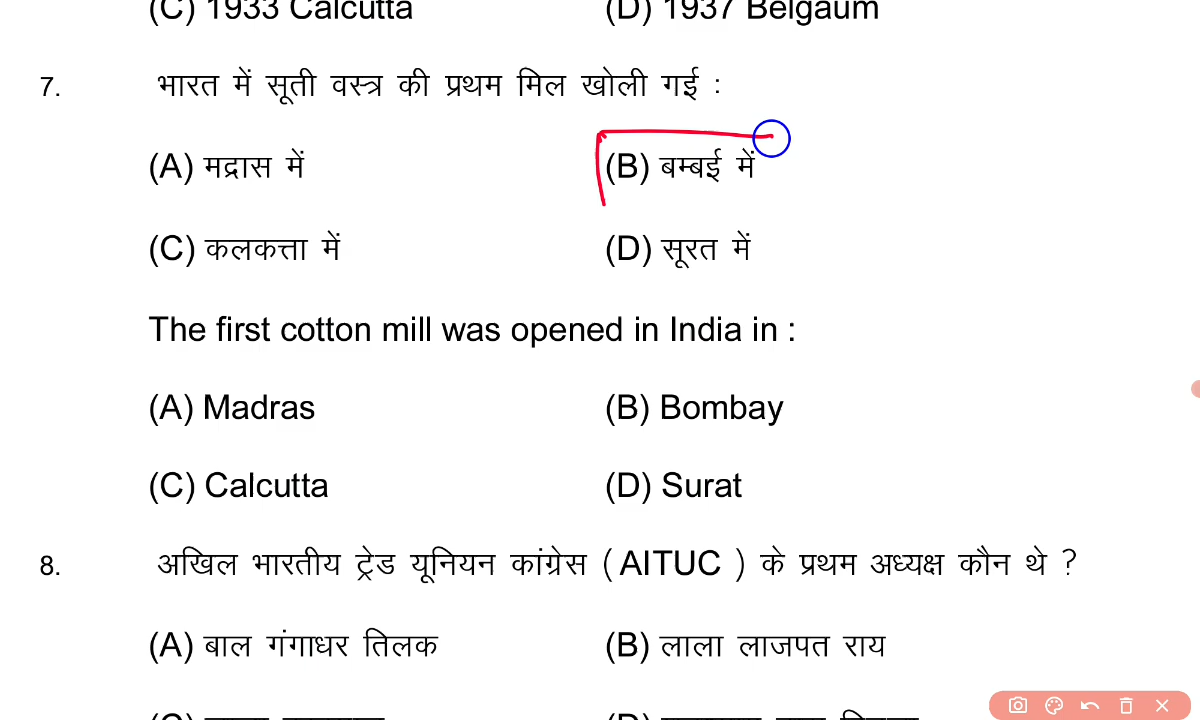 (C) 1933 Calcutta (D) 1937 Belgaum
7. भारत में सूती वस्त्र की प्रथम मिल खोली गई :
(A) मद्रास में (B) बम्बई में
(C) कलकत्ता में (D) सूरत में
The first cotton mill was opened in India in :
(A) Madras (B) Bombay
(C) Calcutta (D) Surat
8. अखिल भारतीय ट्रेड यूनियन कांग्रेस ( AITUC ) के प्रथम अध्यक्ष कौन थे ?
(A) बाल गंगाधर तिलक (B) लाला लाजपत राय